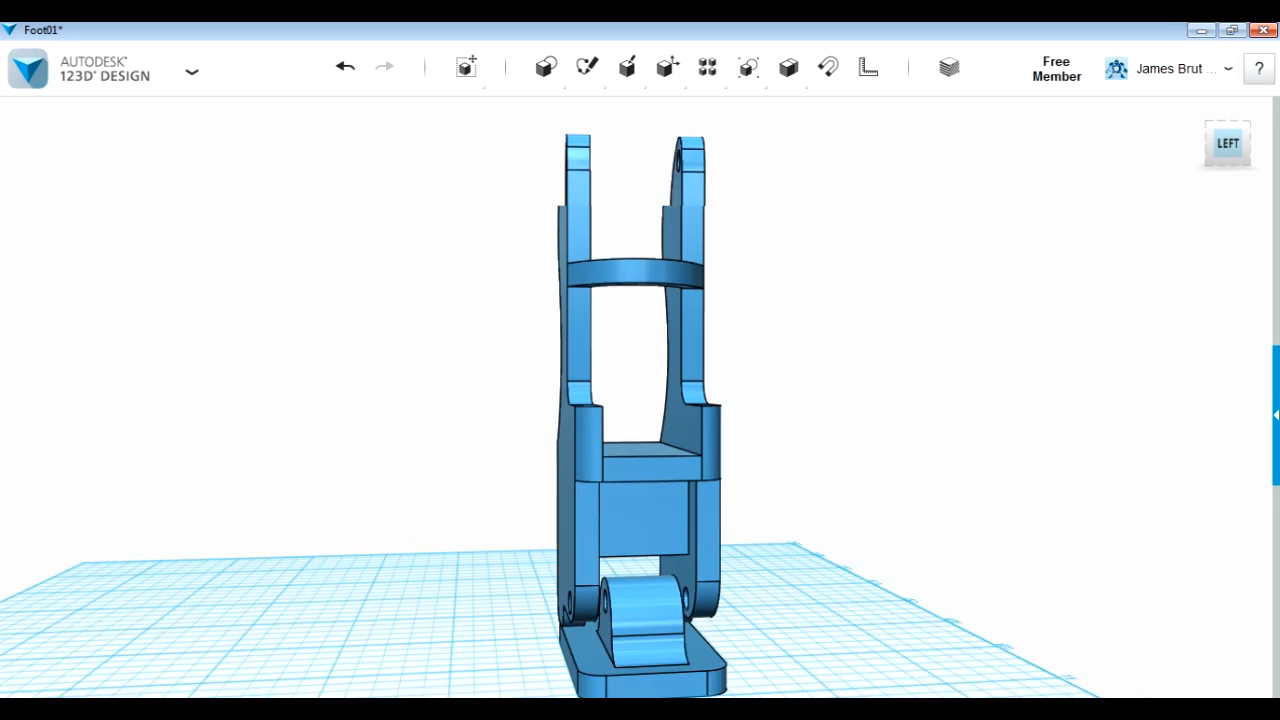 Foot01*
AUTODESK®
123D® DESIGN
Free
Member
James Brut ...
?
LEFT